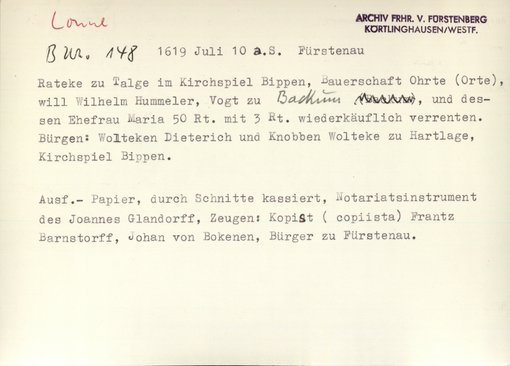 Lonne
ARCHIV FRHR. V. FÜRSTENBERG
KÖRTLINGHAUSEN/WESTF.
B Nr. 148 1619 Juli 10 a.S. Fürstenau
Rateke zu Talge im Kirchspiel Bippen, Bauerschaft Ohrte (Orte),
will Wilhelm Hummeler, Vogt zu Backum, und des-
sen Ehefrau Maria 50 Rt. mit 3 Rt. wiederkäuflich verrenten.
Bürgen: Wolteken Dieterich und Knobben Wolteke zu Hartlage,
Kirchspiel Bippen.
Ausf.- Papier, durch Schnitte kassiert, Notariatsinstrument
des Joannes Glandorff, Zeugen: Kopist ( copiista) Frantz
Barnstorff, Johan von Bokenen, Bürger zu Fürstenau.